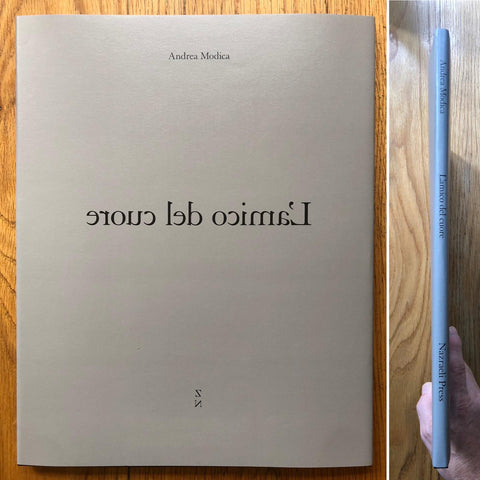 Andrea Modica
L'amico del cuore
Z
N
Andrea Modica
L'amico del cuore
Nazraeli Press